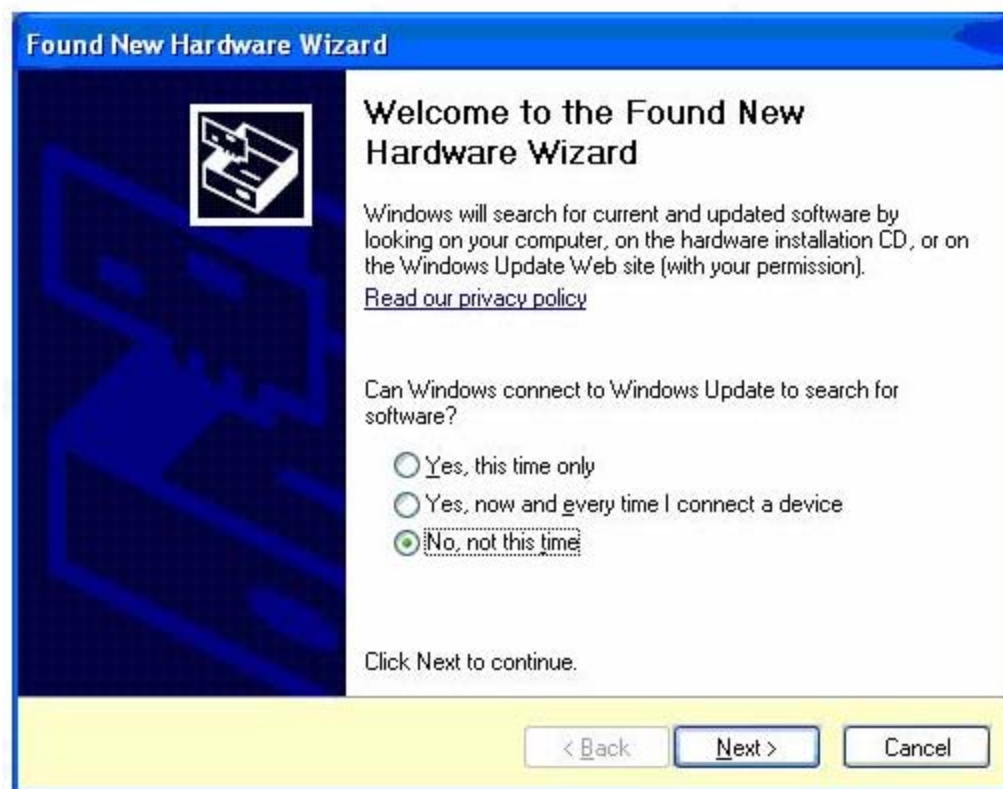 Found New Hardware Wizard
Welcome to the Found New
Hardware Wizard
Windows will search for current and updated software by
looking on your computer, on the hardware installation CD, or on
the Windows Update Web site (with your permission).
Read our privacy policy
Can Windows connect to Windows Update to search for
software?
Yes, this time only
Yes, now and every time I connect a device
No, not this time
Click Next to continue.
< Back Next > Cancel